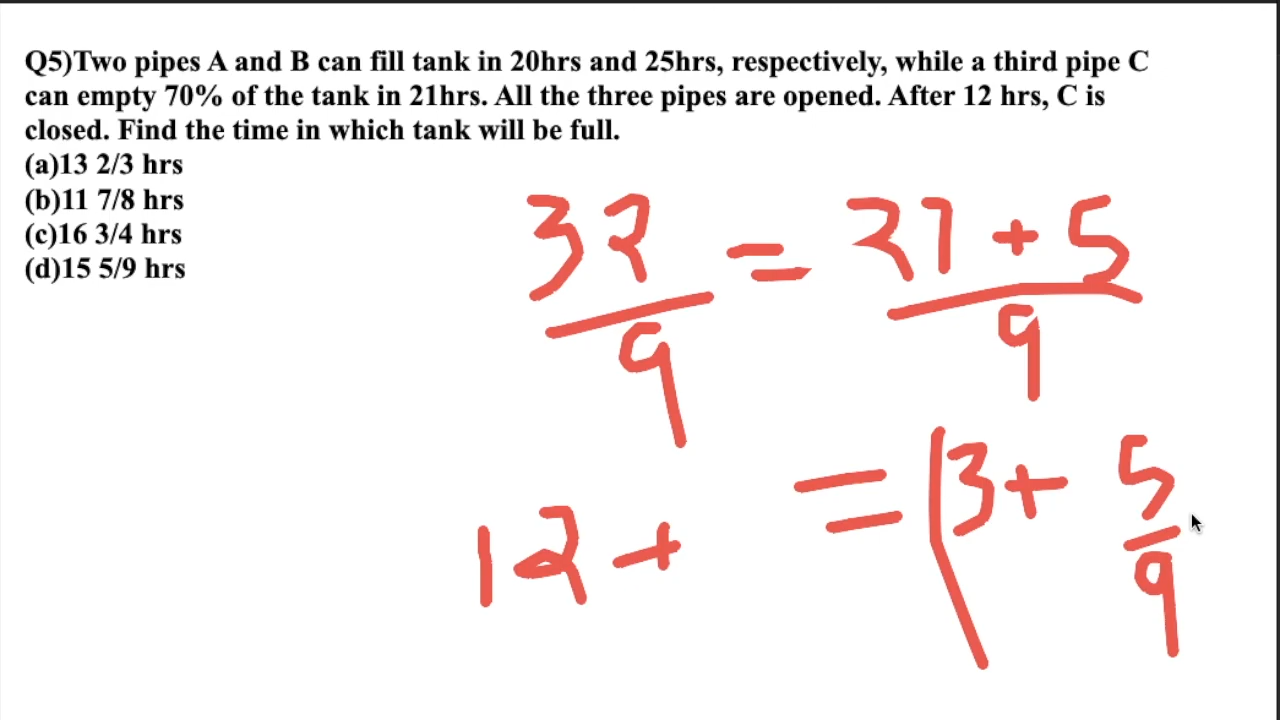 Q5)Two pipes A and B can fill tank in 20hrs and 25hrs, respectively, while a third pipe C
can empty 70% of the tank in 21hrs. All the three pipes are opened. After 12 hrs, C is
closed. Find the time in which tank will be full.
(a)13 2/3 hrs
(b)11 7/8 hrs
(c)16 3/4 hrs
(d)15 5/9 hrs
32/9 = 27+5/9
12 + = (3+ 5/9